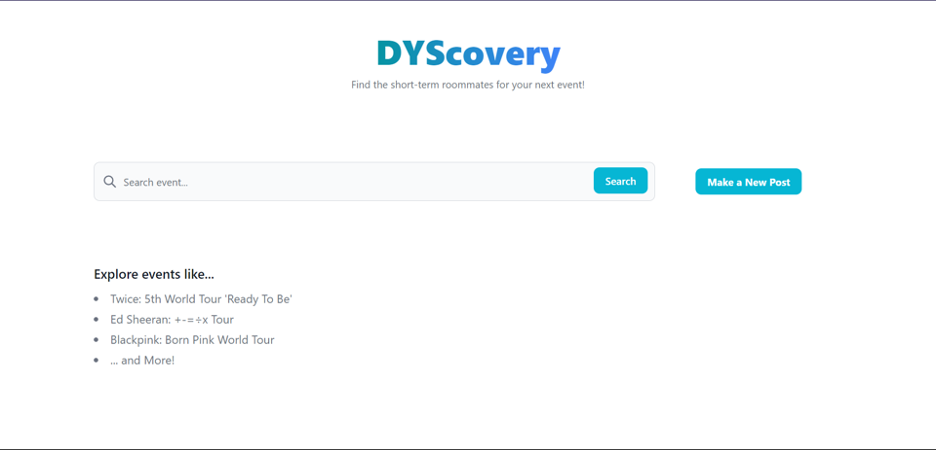 DYScovery
Find the short-term roommates for your next event!
Search event...
Search
Make a New Post
Explore events like...
Twice: 5th World Tour 'Ready To Be'
Ed Sheeran: +-=÷x Tour
Blackpink: Born Pink World Tour
... and More!